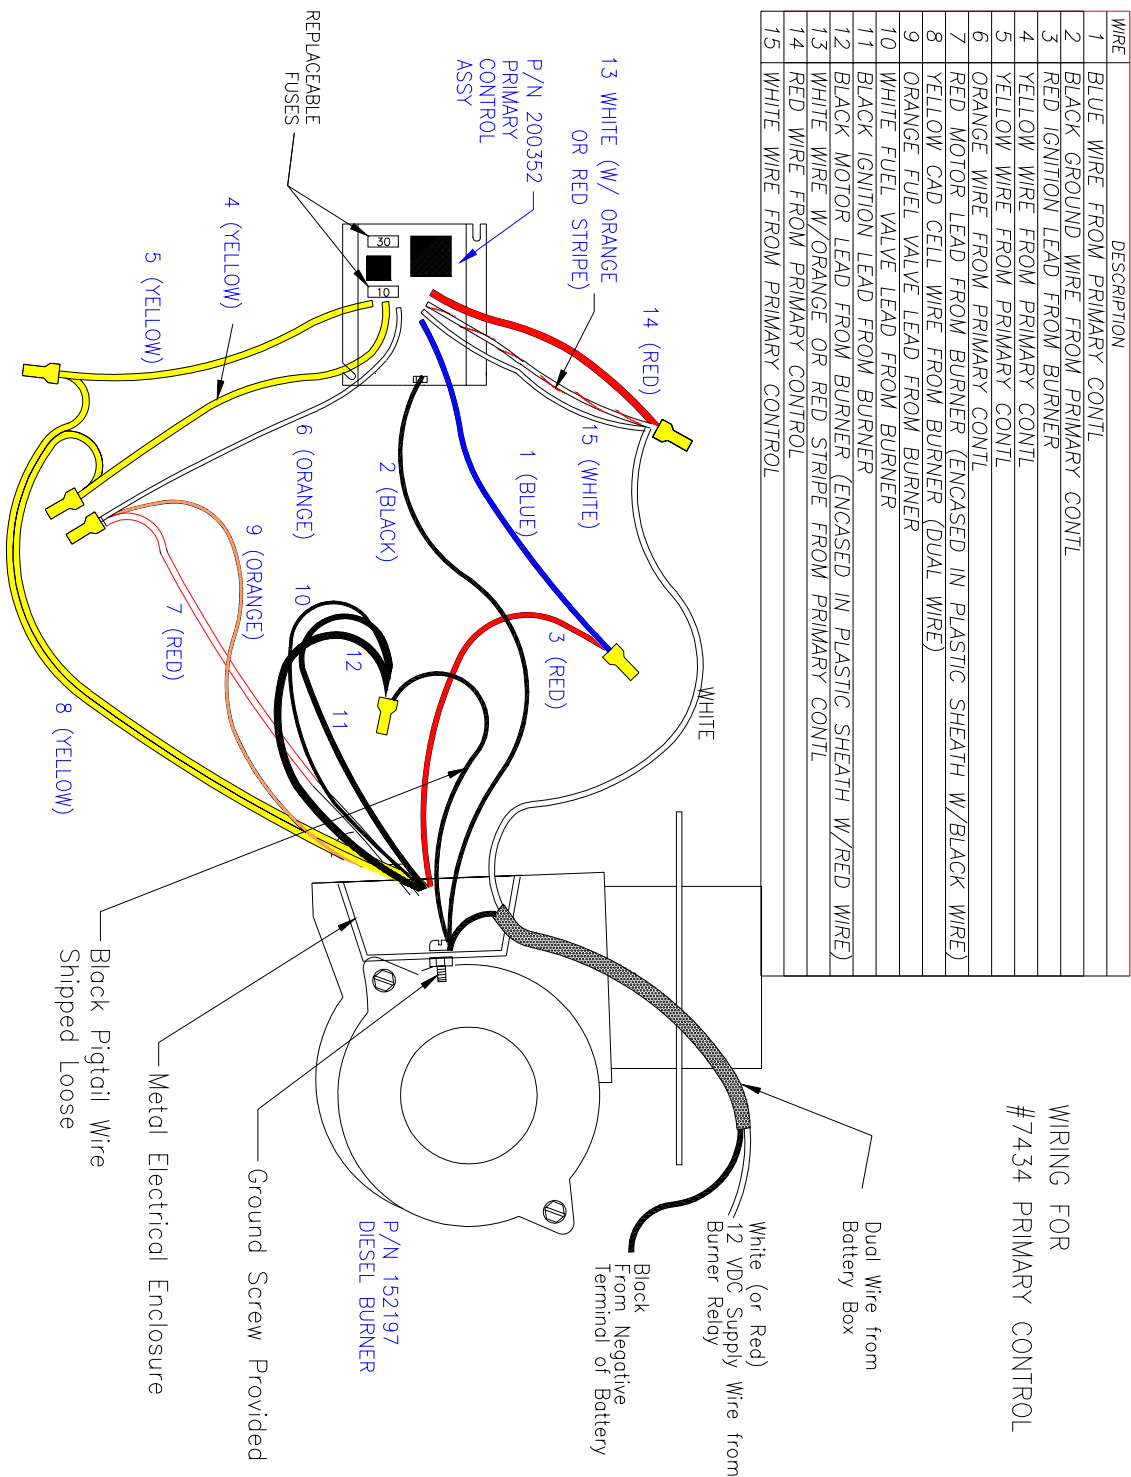 WIRE DESCRIPTION
1 BLUE WIRE FROM PRIMARY CONTL
2 BLACK GROUND WIRE FROM PRIMARY CONTL
3 RED IGNITION LEAD FROM BURNER
4 YELLOW WIRE FROM PRIMARY CONTL
5 YELLOW WIRE FROM PRIMARY CONTL
6 ORANGE WIRE FROM PRIMARY CONTL
7 RED MOTOR LEAD FROM BURNER (ENCASED IN PLASTIC SHEATH W/BLACK WIRE)
8 YELLOW CAD CELL WIRE FROM BURNER (DUAL WIRE)
9 ORANGE FUEL VALVE LEAD FROM BURNER
10 WHITE FUEL VALVE LEAD FROM BURNER
11 BLACK IGNITION LEAD FROM BURNER
12 BLACK MOTOR LEAD FROM BURNER (ENCASED IN PLASTIC SHEATH W/RED WIRE)
13 WHITE WIRE W/ORANGE OR RED STRIPE FROM PRIMARY CONTL
14 RED WIRE FROM PRIMARY CONTROL
15 WHITE WIRE FROM PRIMARY CONTROL
WIRING FOR
#7434 PRIMARY CONTROL
13 WHITE (W/ ORANGE
OR RED STRIPE)
14 (RED)
15 (WHITE)
WHITE
P/N 200352
PRIMARY
CONTROL
ASSY
REPLACEABLE
FUSES
30
10
1 (BLUE)
2 (BLACK)
3 (RED)
4 (YELLOW)
5 (YELLOW)
6 (ORANGE)
9 (ORANGE)
7 (RED)
8 (YELLOW)
10
12
11
Dual Wire from
Battery Box
White (or Red)
12 VDC Supply Wire from
Burner Relay
Black
From Negative
Terminal of Battery
P/N 152197
DIESEL BURNER
Ground Screw Provided
Metal Electrical Enclosure
Black Pigtail Wire
Shipped Loose